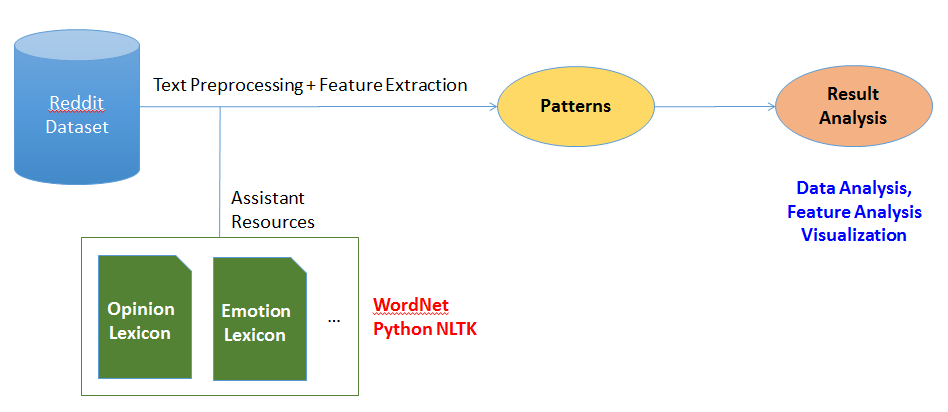 Reddit
Dataset
Text Preprocessing + Feature Extraction
Patterns
Result
Analysis
Data Analysis,
Feature Analysis
Visualization
Assistant
Resources
Opinion
Lexicon
Emotion
Lexicon
...
WordNet
Python NLTK